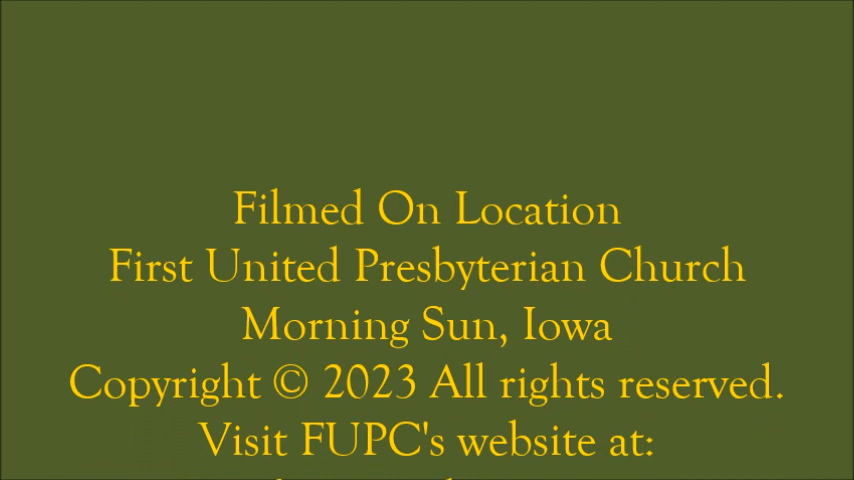 Filmed On Location
First United Presbyterian Church
Morning Sun, Iowa
Copyright © 2023 All rights reserved.
Visit FUPC's website at: